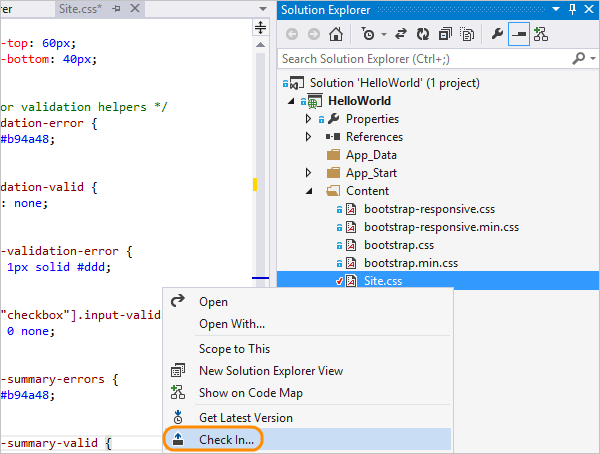 rer
Site.css*
-top: 60px;
-bottom: 40px;
or validation helpers */
dation-error {
#b94a48;
dation-valid {
: none;
-validation-error {
1px solid #ddd;
"checkbox"].input-valid
0 none;
-summary-errors {
#b94a48;
-summary-valid {
Solution Explorer
Search Solution Explorer (Ctrl+;)
Solution 'HelloWorld' (1 project)
HelloWorld
Properties
References
App_Data
App_Start
Content
bootstrap-responsive.css
bootstrap-responsive.min.css
bootstrap.css
bootstrap.min.css
Site.css
Open
Open With...
Scope to This
New Solution Explorer View
Show on Code Map
Get Latest Version
Check In...